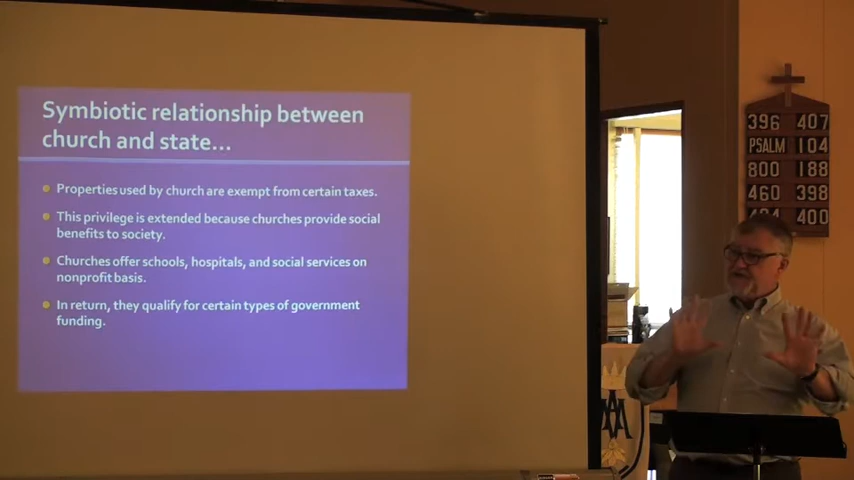 Symbiotic relationship between
church and state...
Properties used by church are exempt from certain taxes.
This privilege is extended because churches provide social
benefits to society.
Churches offer schools, hospitals, and social services on
nonprofit basis.
In return, they qualify for certain types of government
funding.
396 407
PSALM 104
800 188
460 398
400